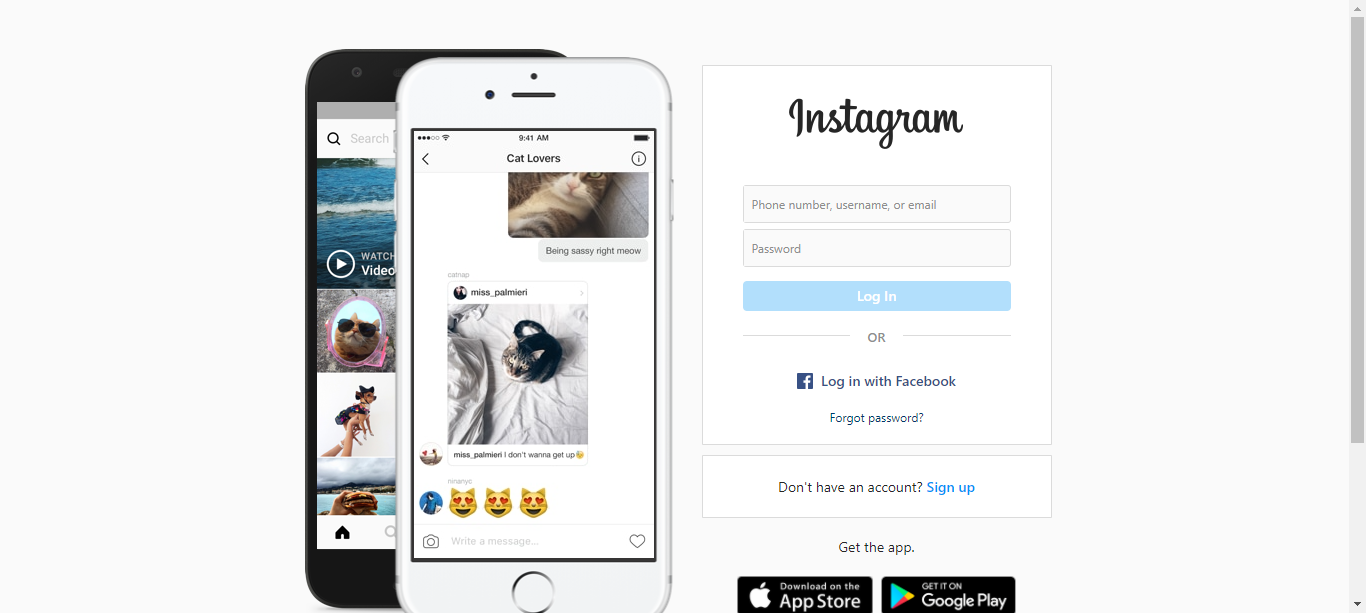 Search
WATCH
Video
9:41 AM
Cat Lovers
Being sassy right meow
catnap
miss_palmieri
miss_palmieri I don't wanna get up
ninanyc
Write a message...
Instagram
Phone number, username, or email
Password
Log In
OR
Log in with Facebook
Forgot password?
Don't have an account? Sign up
Get the app.
Download on the
App Store
GET IT ON
Google Play